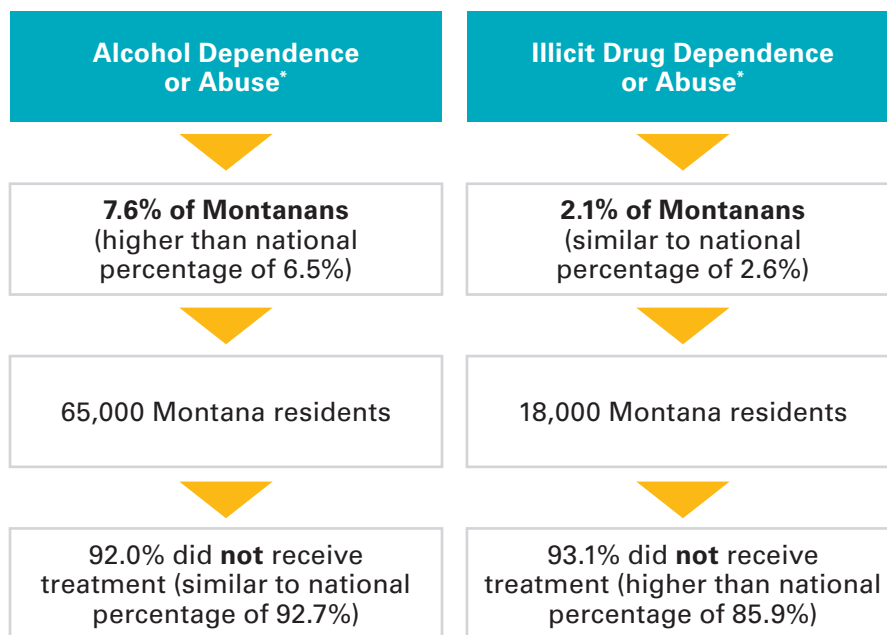 Alcohol Dependence
or Abuse*
7.6% of Montanans
(higher than national
percentage of 6.5%)
65,000 Montana residents
92.0% did not receive
treatment (similar to national
percentage of 92.7%)
Illicit Drug Dependence
or Abuse*
2.1% of Montanans
(similar to national
percentage of 2.6%)
18,000 Montana residents
93.1% did not receive
treatment (higher than national
percentage of 85.9%)